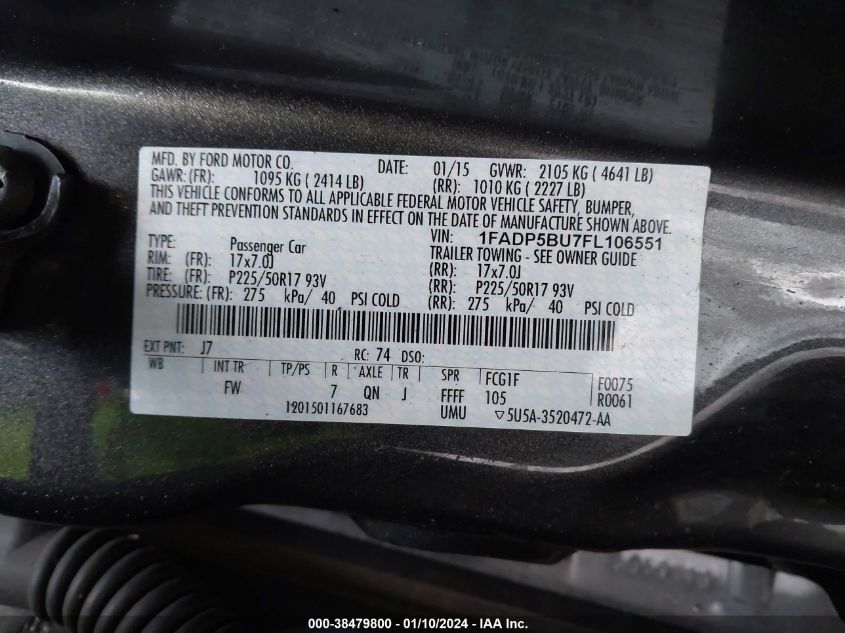 MFD. BY FORD MOTOR CO.
DATE: 01/15 GVWR: 2105 KG ( 4641 LB)
GAWR: (FR): 1095 KG ( 2414 LB) (RR): 1010 KG ( 2227 LB)
THIS VEHICLE CONFORMS TO ALL APPLICABLE FEDERAL MOTOR VEHICLE SAFETY, BUMPER,
AND THEFT PREVENTION STANDARDS IN EFFECT ON THE DATE OF MANUFACTURE SHOWN ABOVE.
VIN: 1FADP5BU7FL106551
TYPE: Passenger Car TRAILER TOWING - SEE OWNER GUIDE
RIM: (FR): 17x7.0J (RR): 17x7.0J
TIRE: (FR): P225/50R17 93V (RR): P225/50R17 93V
PRESSURE: (FR): 275 kPa/ 40 PSI COLD (RR): 275 kPa/ 40 PSI COLD
EXT PNT: J7 RC: 74 DSO:
WB INT TR TP/PS R AXLE TR SPR FCG1F F0075
FW 7 QN J FFFF 105 R0061
1201501167683 UMU ▽5U5A-3520472-AA
000-38479800 - 01/10/2024 - IAA Inc.